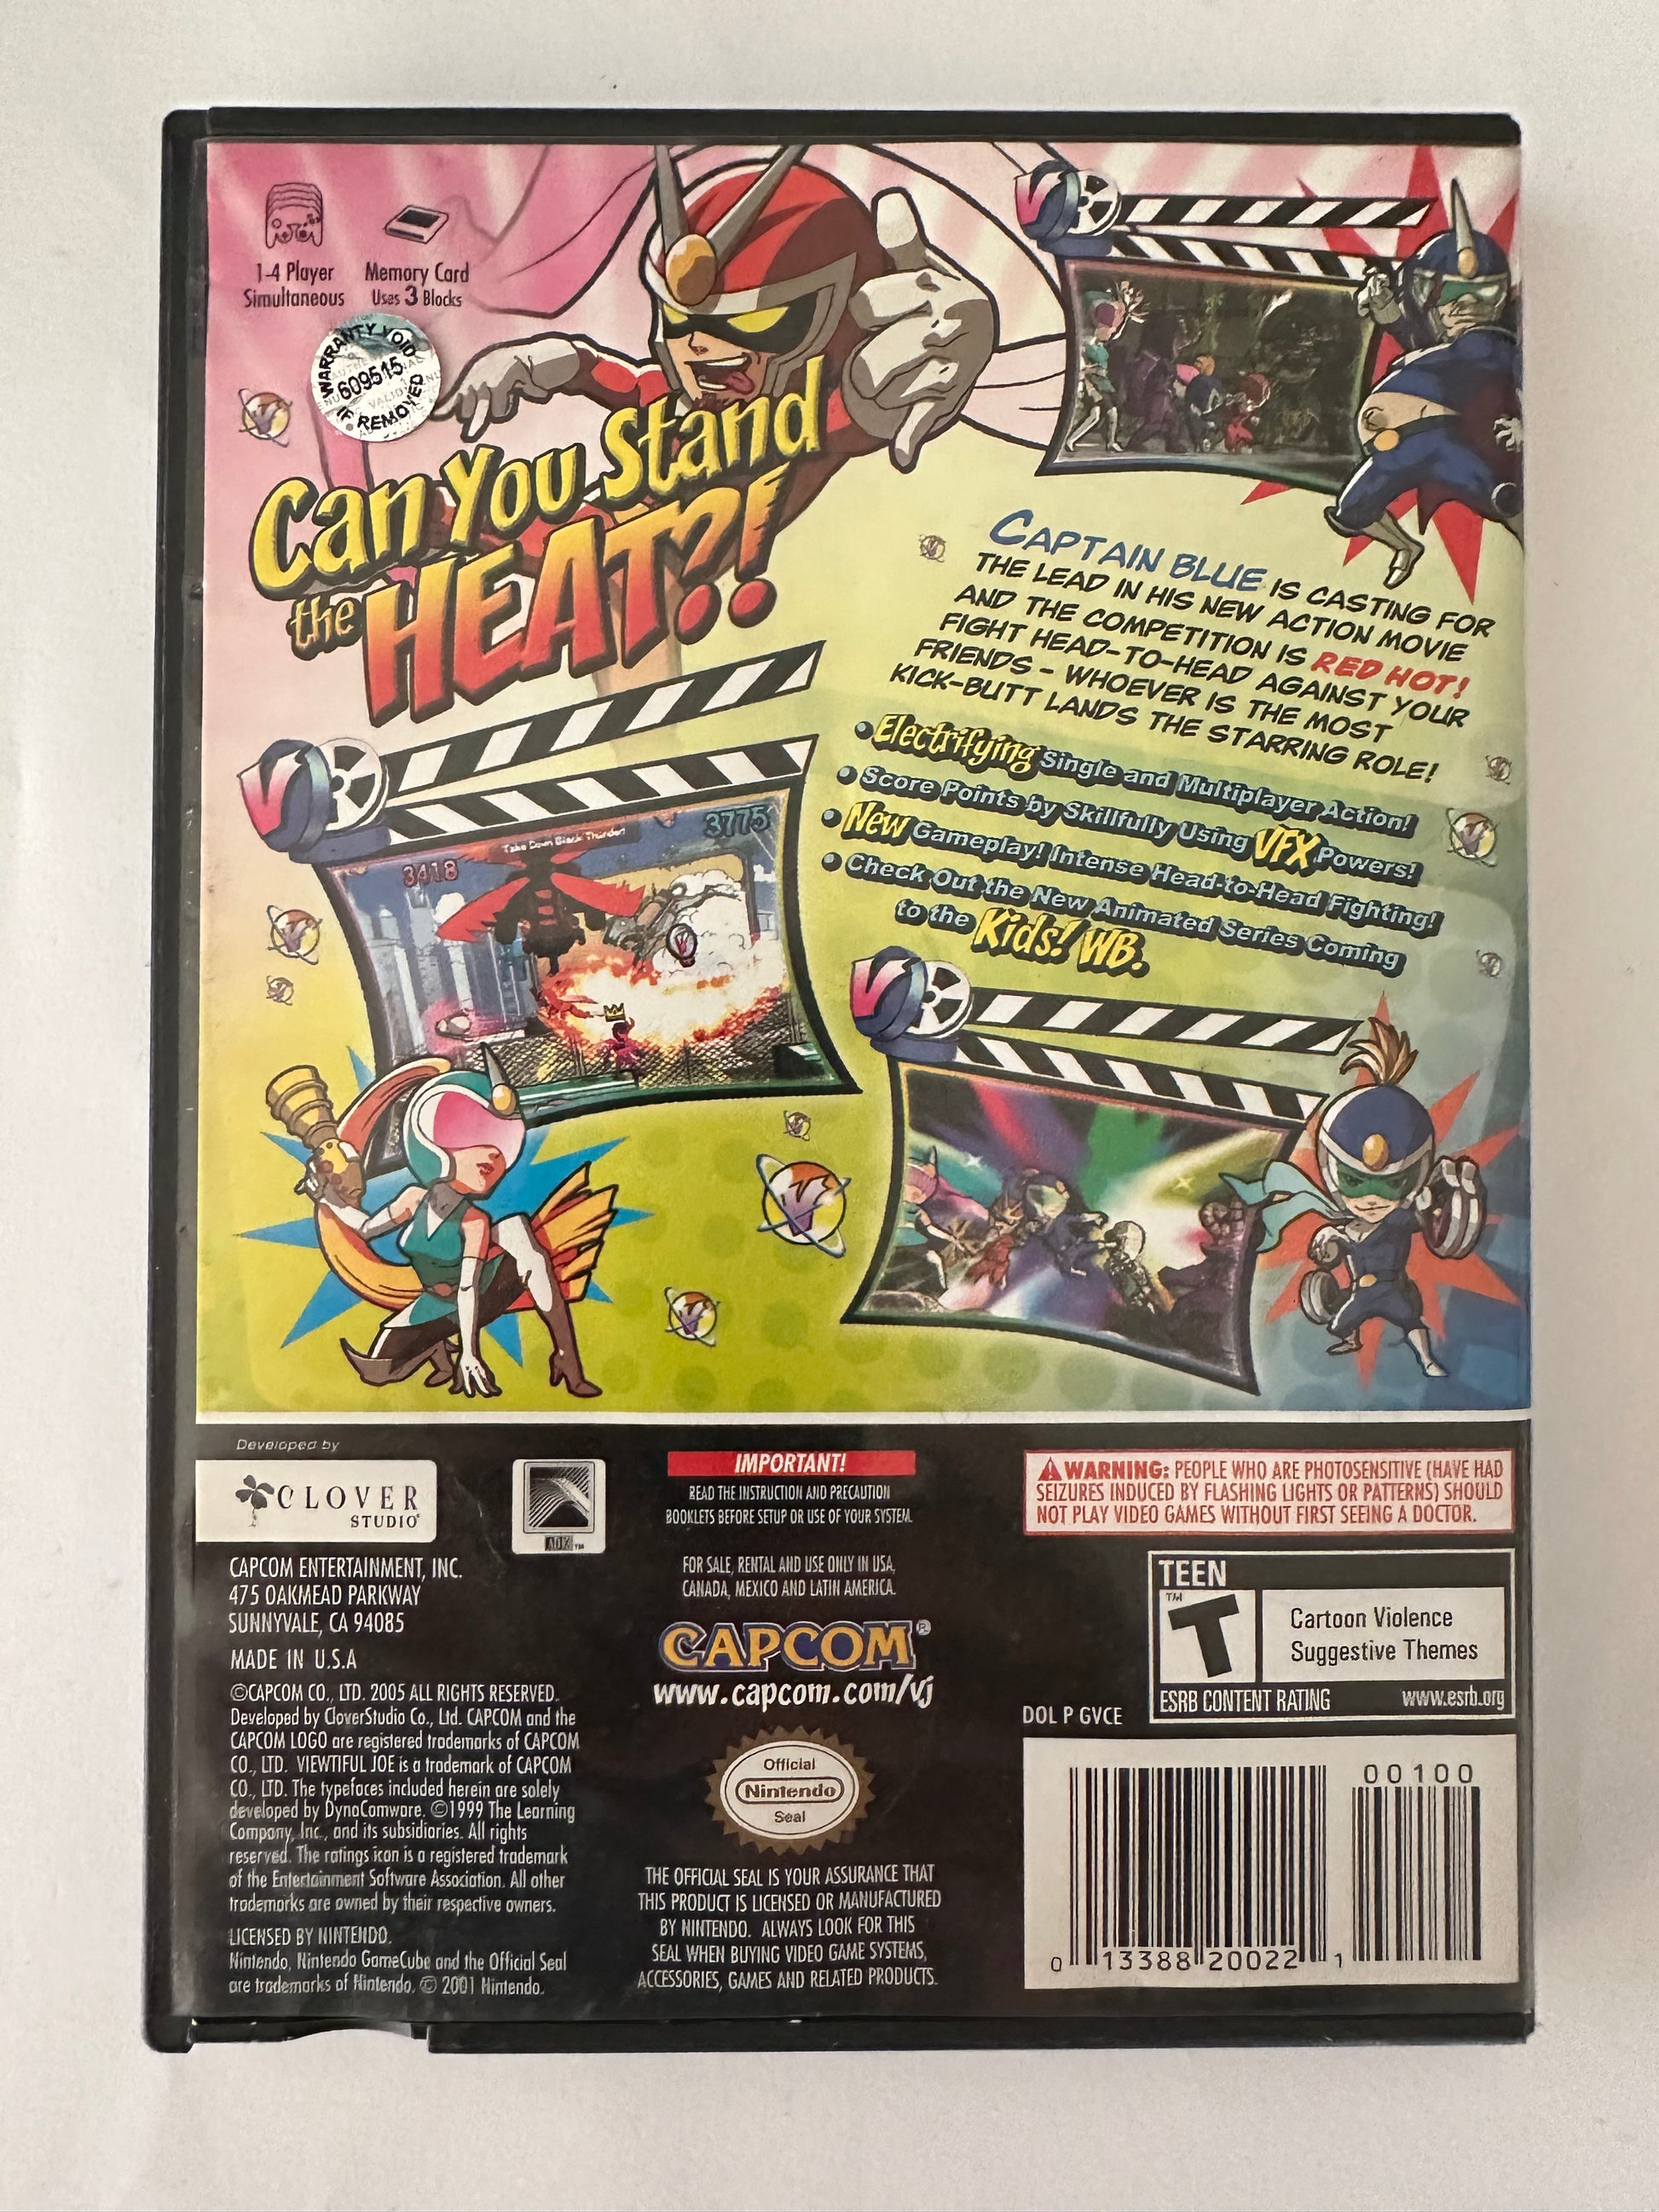 1-4 Player
Simultaneous
Memory Card
Uses 3 Blocks
WARRANTY VOID
609515
IF REMOVED
Can You Stand
the HEAT?!
CAPTAIN BLUE IS CASTING FOR
THE LEAD IN HIS NEW ACTION MOVIE
AND THE COMPETITION IS RED HOT!
FIGHT HEAD-TO-HEAD AGAINST YOUR
FRIENDS - WHOEVER IS THE MOST
KICK-BUTT LANDS THE STARRING ROLE!
• Electrifying Single and Multiplayer Action!
• Score Points by Skillfully Using VFX Powers!
• New Gameplay! Intense Head-to-Head Fighting!
• Check Out the New Animated Series Coming
to the Kids! WB.
Take Down Black Thunder!
3418
3775
Developed by
CLOVER
STUDIO
CAPCOM ENTERTAINMENT, INC.
475 OAKMEAD PARKWAY
SUNNYVALE, CA 94085
MADE IN U.S.A
©CAPCOM CO., LTD. 2005 ALL RIGHTS RESERVED.
Developed by CloverStudio Co., Ltd. CAPCOM and the
CAPCOM LOGO are registered trademarks of CAPCOM
CO., LTD. VIEWTIFUL JOE is a trademark of CAPCOM
CO., LTD. The typefaces included herein are solely
developed by DynaComware. ©1999 The Learning
Company, Inc., and its subsidiaries. All rights
reserved. The ratings icon is a registered trademark
of the Entertainment Software Association. All other
trademarks are owned by their respective owners.
LICENSED BY NINTENDO.
Nintendo, Nintendo GameCube and the Official Seal
are trademarks of Nintendo. © 2001 Nintendo.
IMPORTANT!
READ THE INSTRUCTION AND PRECAUTION
BOOKLETS BEFORE SETUP OR USE OF YOUR SYSTEM.
FOR SALE, RENTAL AND USE ONLY IN USA,
CANADA, MEXICO AND LATIN AMERICA.
CAPCOM®
www.capcom.com/vj
Official
Nintendo
Seal
THE OFFICIAL SEAL IS YOUR ASSURANCE THAT
THIS PRODUCT IS LICENSED OR MANUFACTURED
BY NINTENDO. ALWAYS LOOK FOR THIS
SEAL WHEN BUYING VIDEO GAME SYSTEMS,
ACCESSORIES, GAMES AND RELATED PRODUCTS.
WARNING: PEOPLE WHO ARE PHOTOSENSITIVE (HAVE HAD
SEIZURES INDUCED BY FLASHING LIGHTS OR PATTERNS) SHOULD
NOT PLAY VIDEO GAMES WITHOUT FIRST SEEING A DOCTOR.
TEEN
T™
Cartoon Violence
Suggestive Themes
ESRB CONTENT RATING www.esrb.org
DOL P GVCE
00100
0 13388 20022 1